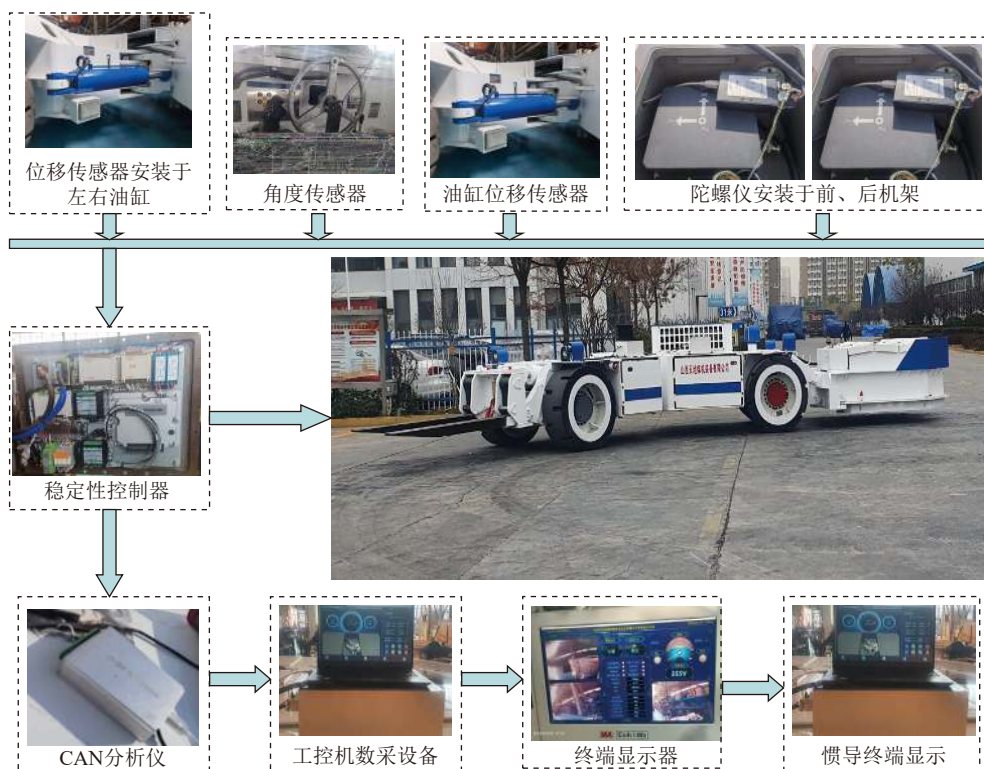 位移传感器安装于
左右油缸
角度传感器
油缸位移传感器
陀螺仪安装于前、后机架
稳定性控制器
CAN分析仪
工控机数采设备
终端显示器
惯导终端显示